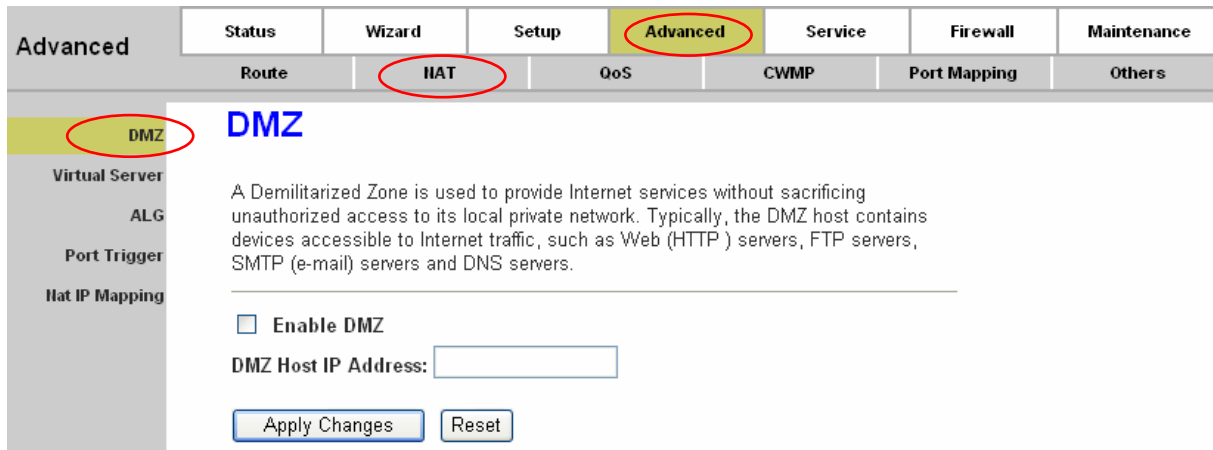 Advanced
Status Wizard Setup Advanced Service Firewall Maintenance
Route NAT QoS CWMP Port Mapping Others
DMZ
Virtual Server
ALG
Port Trigger
Nat IP Mapping
DMZ
A Demilitarized Zone is used to provide Internet services without sacrificing
unauthorized access to its local private network. Typically, the DMZ host contains
devices accessible to Internet traffic, such as Web (HTTP ) servers, FTP servers,
SMTP (e-mail) servers and DNS servers.
Enable DMZ
DMZ Host IP Address:
Apply Changes Reset